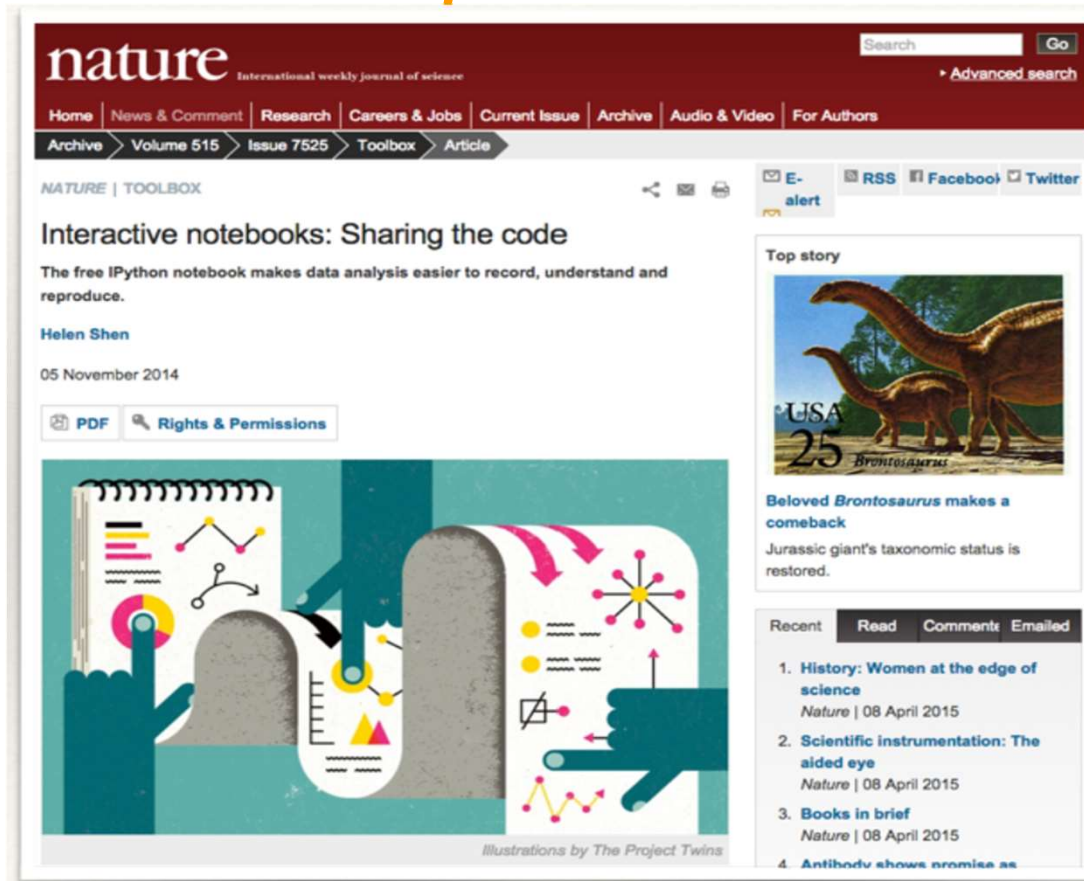 nature International weekly journal of science
Search Go
Advanced search
Home News & Comment Research Careers & Jobs Current Issue Archive Audio & Video For Authors
Archive Volume 515 Issue 7525 Toolbox Article
NATURE | TOOLBOX
Interactive notebooks: Sharing the code
The free IPython notebook makes data analysis easier to record, understand and
reproduce.
Helen Shen
05 November 2014
PDF Rights & Permissions
Illustrations by The Project Twins
E-
alert
RSS Facebook Twitter
Top story
USA
25 Brontosaurus
Beloved Brontosaurus makes a
comeback
Jurassic giant's taxonomic status is
restored.
Recent Read Commente Emailed
1. History: Women at the edge of
science
Nature | 08 April 2015
2. Scientific instrumentation: The
aided eye
Nature | 08 April 2015
3. Books in brief
Nature | 08 April 2015
4. Antibody shows promise as